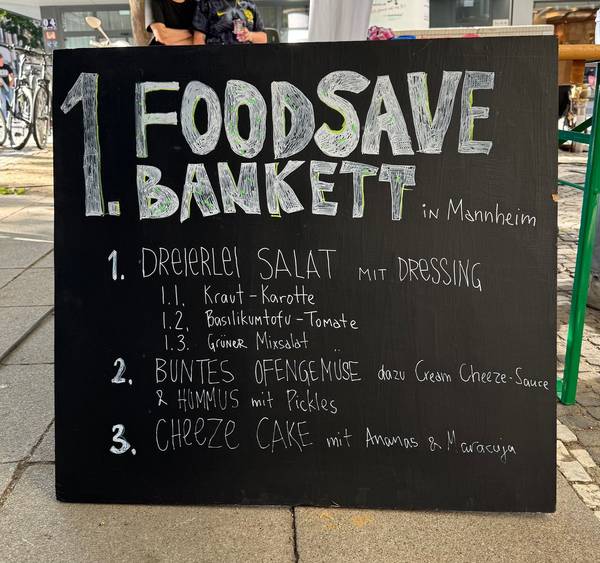 1. FOODSAVE
BANKETT in Mannheim
1. DREIERLEI SALAT MIT DRESSING
1.1. Kraut-Karotte
1.2. Basilikumtofu-Tomate
1.3. GRÜNER Mixsalat
2. BUNTES OFENGEMÜSE dazu Cream Cheeze-Sauce
& HUMMUS mit Pickles
3. CHEEZE CAKE mit Ananas & Maracuja